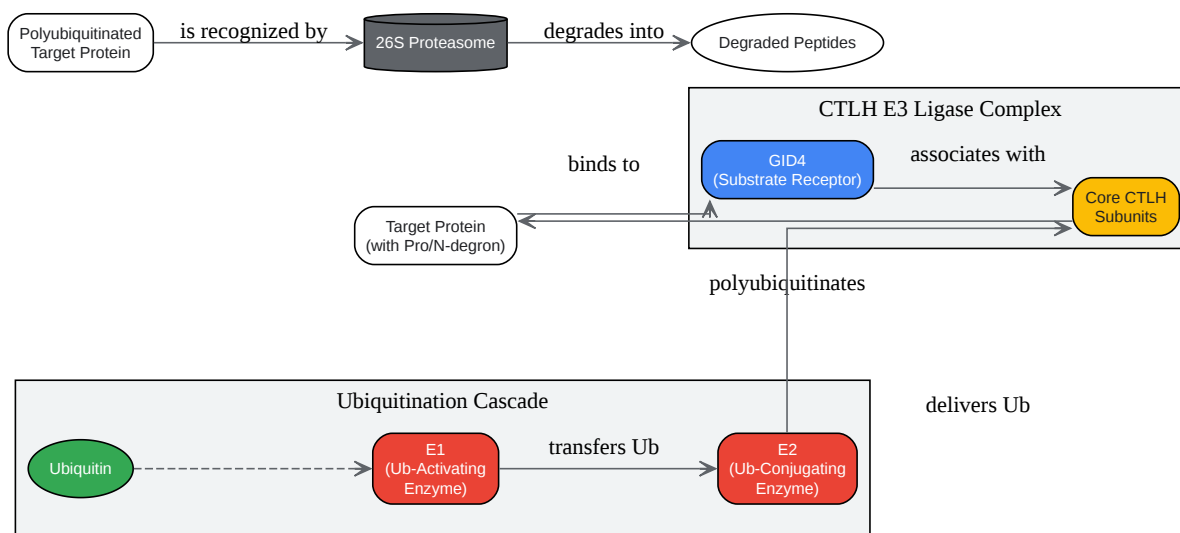 Polyubiquitinated
Target Protein
is recognized by
26S Proteasome
degrades into
Degraded Peptides
CTLH E3 Ligase Complex
binds to
GID4
(Substrate Receptor)
associates with
Core CTLH
Subunits
Target Protein
(with Pro/N-degron)
polyubiquitinates
Ubiquitination Cascade
delivers Ub
Ubiquitin
E1
(Ub-Activating
Enzyme)
transfers Ub
E2
(Ub-Conjugating
Enzyme)